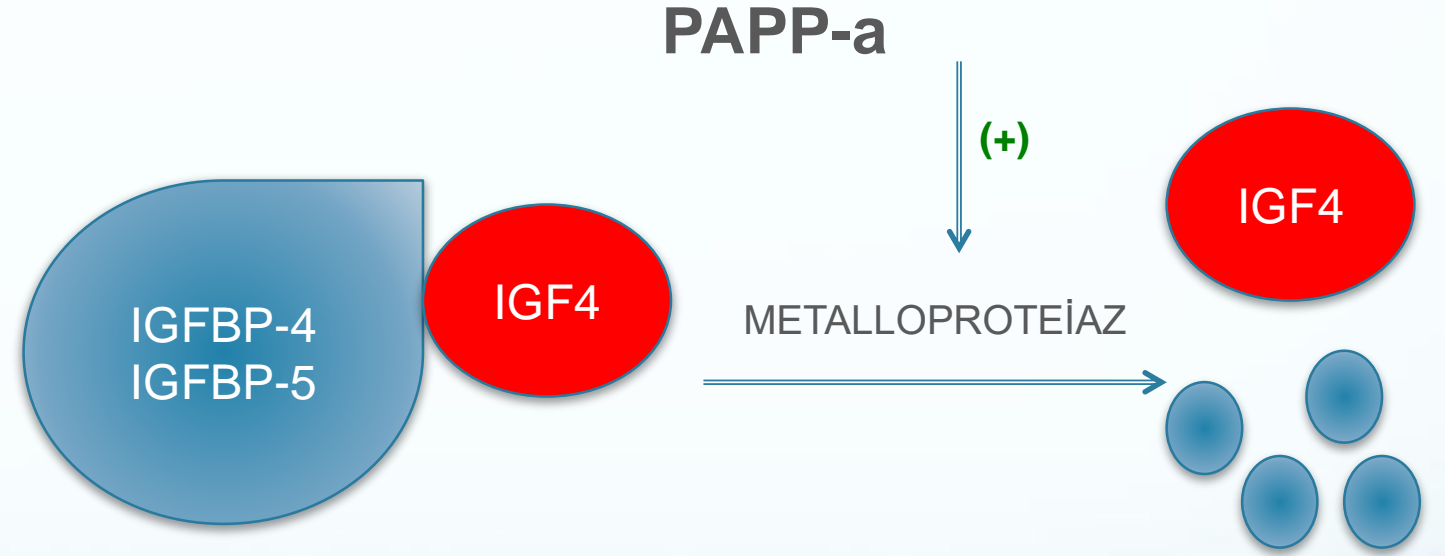 PAPP-a
(+)
IGFBP-4
IGFBP-5
IGF4
METALLOPROTEİAZ
IGF4